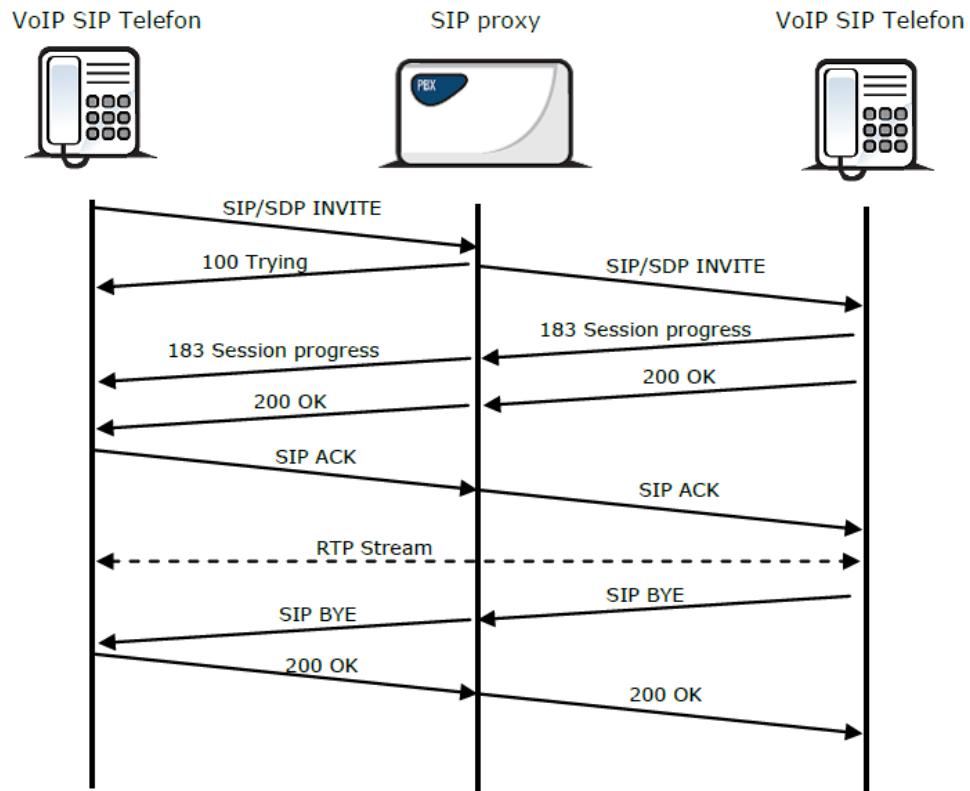 VoIP SIP Telefon
SIP proxy
VoIP SIP Telefon
PBX
SIP/SDP INVITE
100 Trying
SIP/SDP INVITE
183 Session progress
183 Session progress
200 OK
200 OK
SIP ACK
SIP ACK
RTP Stream
SIP BYE
SIP BYE
200 OK
200 OK